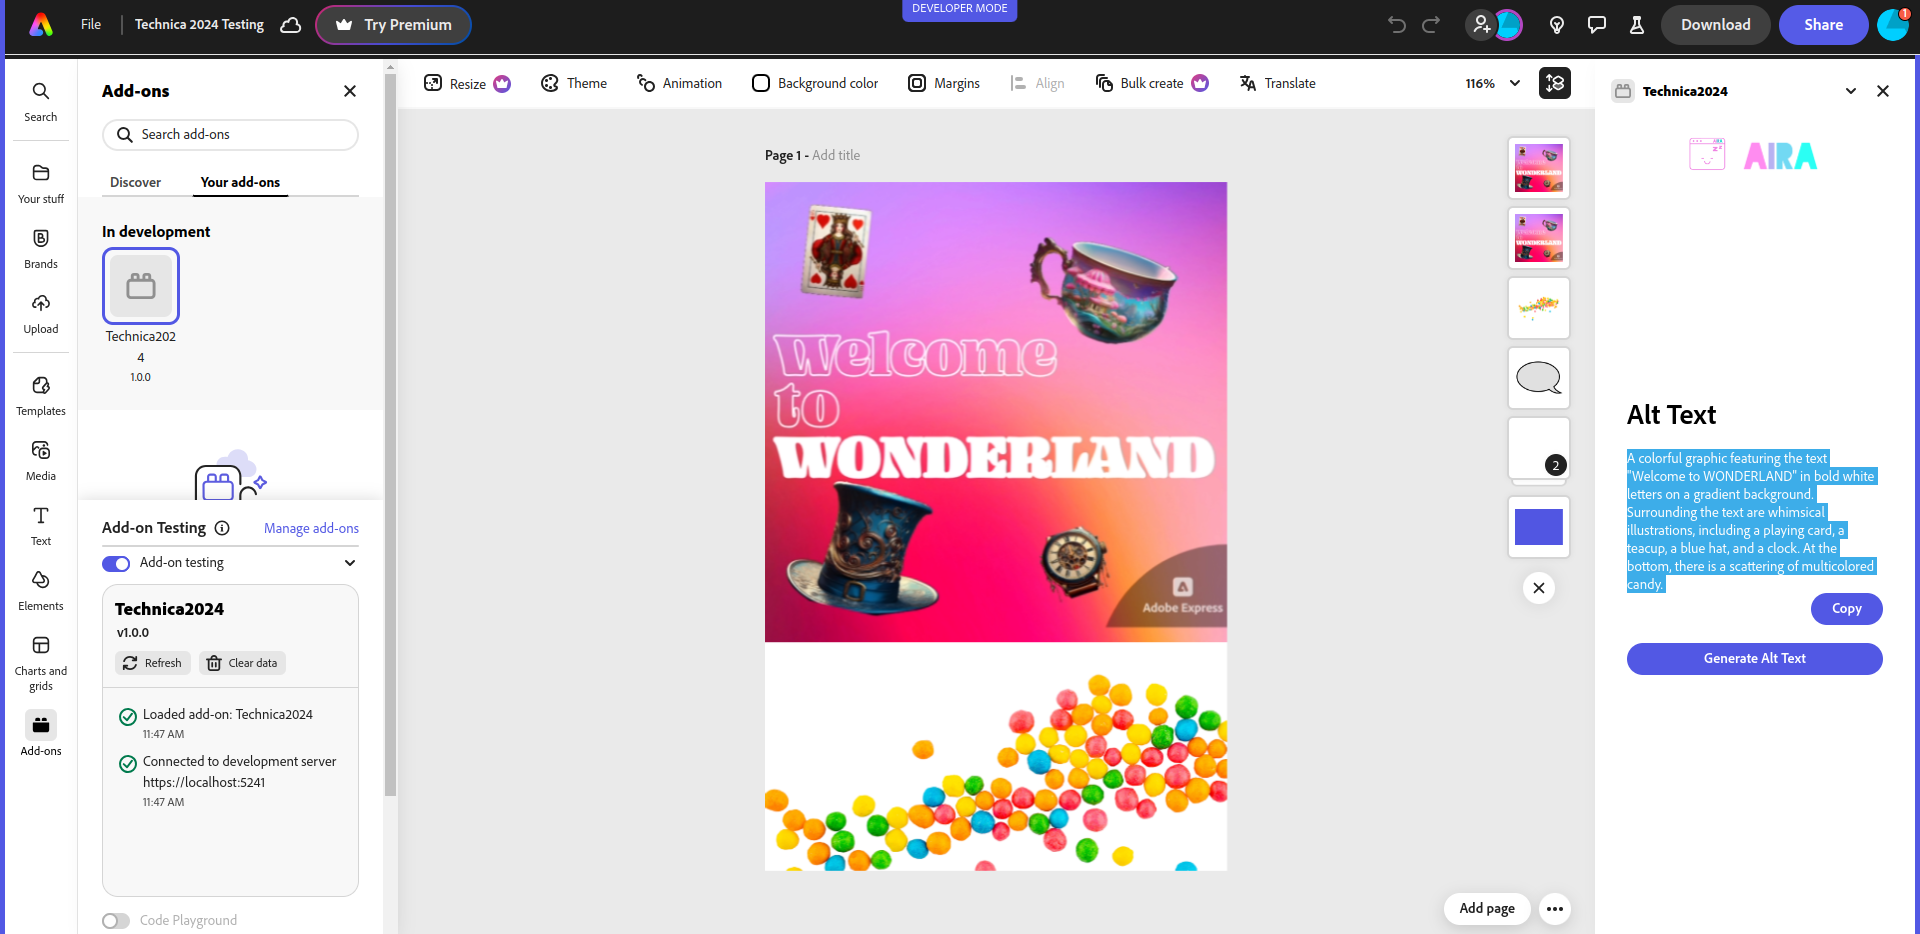 DEVELOPER MODE
File
Technica 2024 Testing
Try Premium
Download
Share
1
Search
Your stuff
Brands
Upload
Templates
Media
Text
Elements
Charts and
grids
Add-ons
Add-ons
Search add-ons
Discover
Your add-ons
In development
Technica202
4
1.0.0
Add-on Testing
Manage add-ons
Add-on testing
Technica2024
v1.0.0
Refresh
Clear data
Loaded add-on: Technica2024
11:47 AM
Connected to development server
https://localhost:5241
11:47 AM
Code Playground
Resize
Theme
Animation
Background color
Margins
Align
Bulk create
Translate
116%
Page 1 - Add title
Welcome
to
WONDERLAND
Adobe Express
2
Add page
Technica2024
AIRA
Alt Text
A colorful graphic featuring the text
"Welcome to WONDERLAND" in bold white
letters on a gradient background.
Surrounding the text are whimsical
illustrations, including a playing card, a
teacup, a blue hat, and a clock. At the
bottom, there is a scattering of multicolored
candy.
Copy
Generate Alt Text